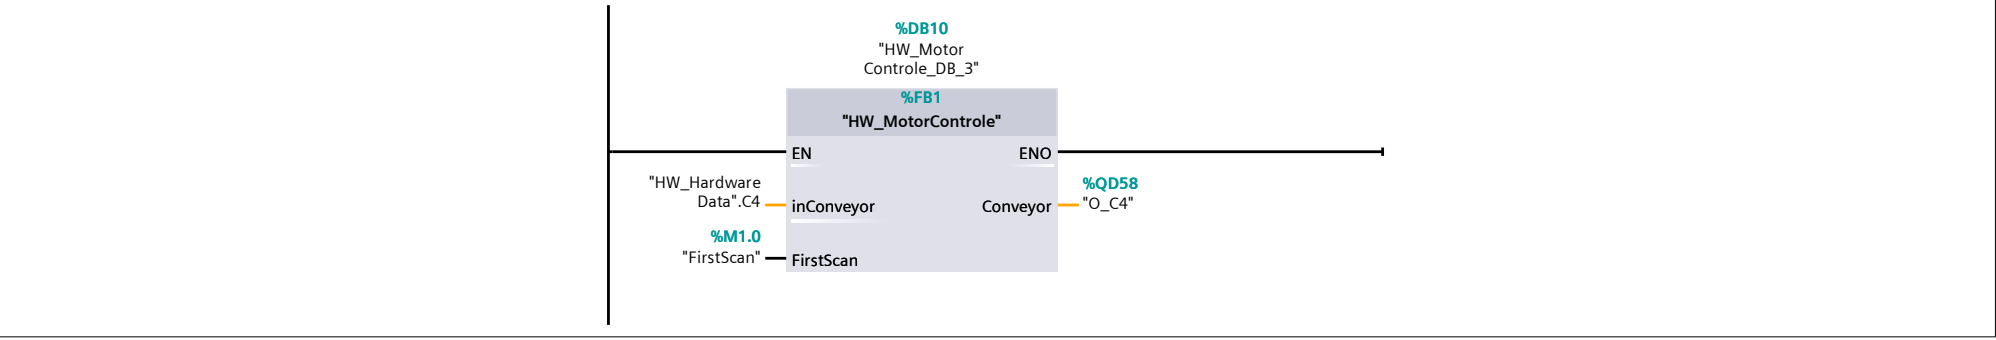 %DB10
"HW_Motor
Controle_DB_3"
%FB1
"HW_MotorControle"
EN
ENO
"HW_Hardware
Data".C4
inConveyor
Conveyor
%QD58
"O_C4"
%M1.0
"FirstScan"
FirstScan